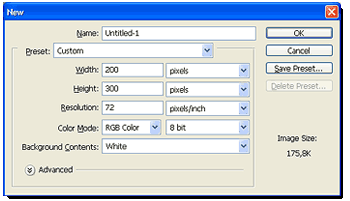 New
Name: Untitled-1
OK
Preset: Custom
Cancel
Width: 200 pixels
Save Preset...
Height: 300 pixels
Delete Preset...
Resolution: 72 pixels/inch
Color Mode: RGB Color 8 bit
Image Size:
Background Contents: White
175,8K
Advanced